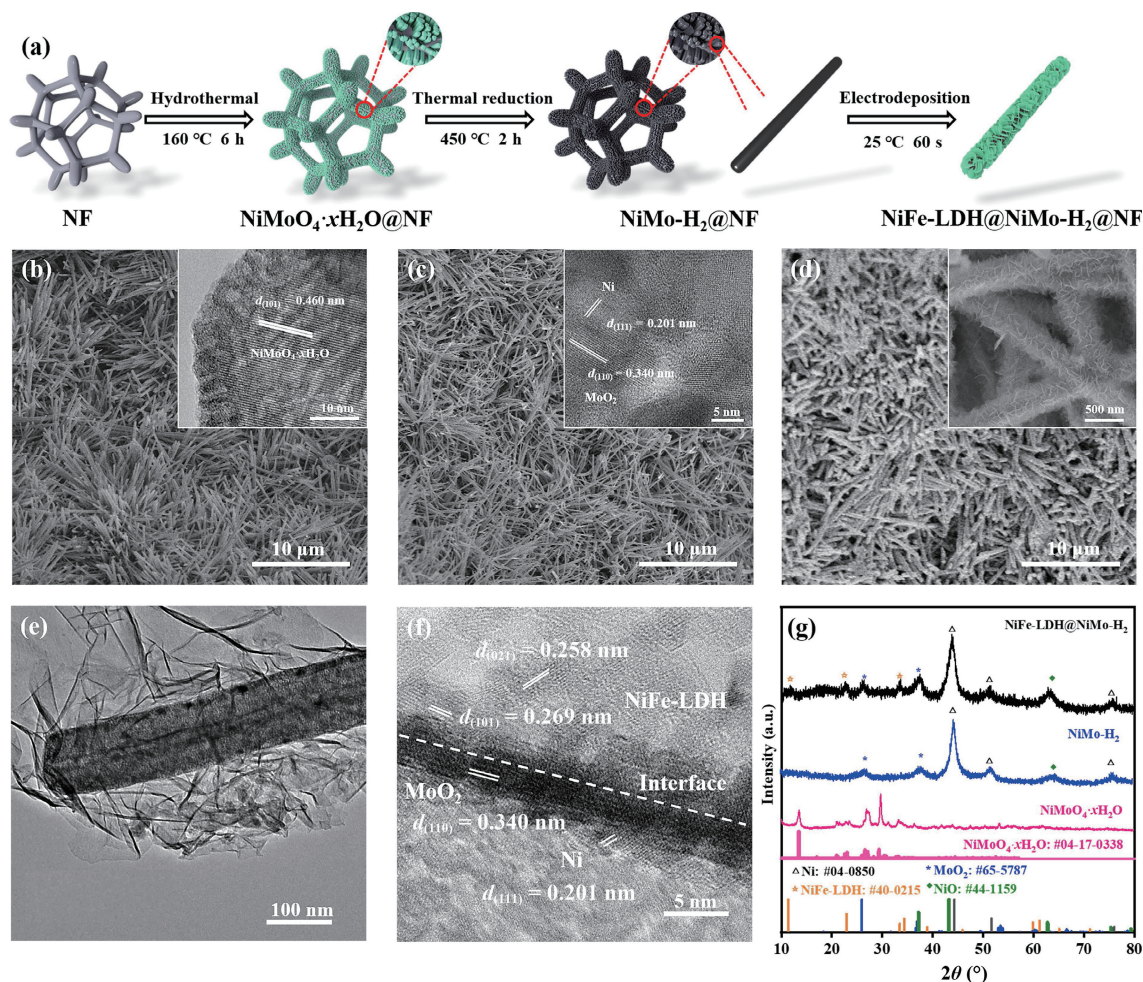 (a)
Hydrothermal
160 °C 6 h
Thermal reduction
450 °C 2 h
Electrodeposition
25 °C 60 s
NF
NiMoO₄·xH₂O@NF
NiMo-H₂@NF
NiFe-LDH@NiMo-H₂@NF
(b)
d(101) = 0.460 nm
NiMoO₄·xH₂O
10 nm
10 µm
(c)
Ni
d(111) = 0.201 nm
d(110) = 0.340 nm
MoO₂
5 nm
10 µm
(d)
500 nm
10 µm
(e)
100 nm
(f)
d(021) = 0.258 nm
NiFe-LDH
d(101) = 0.269 nm
Interface
MoO₂
d(110) = 0.340 nm
Ni
d(111) = 0.201 nm
5 nm
(g)
NiFe-LDH@NiMo-H₂
NiMo-H₂
NiMoO₄·xH₂O
NiMoO₄·xH₂O: #04-17-0338
Ni: #04-0850
MoO₂: #65-5787
NiFe-LDH: #40-0215
NiO: #44-1159
Intensity (a.u.)
10 20 30 40 50 60 70 80
2θ (°)